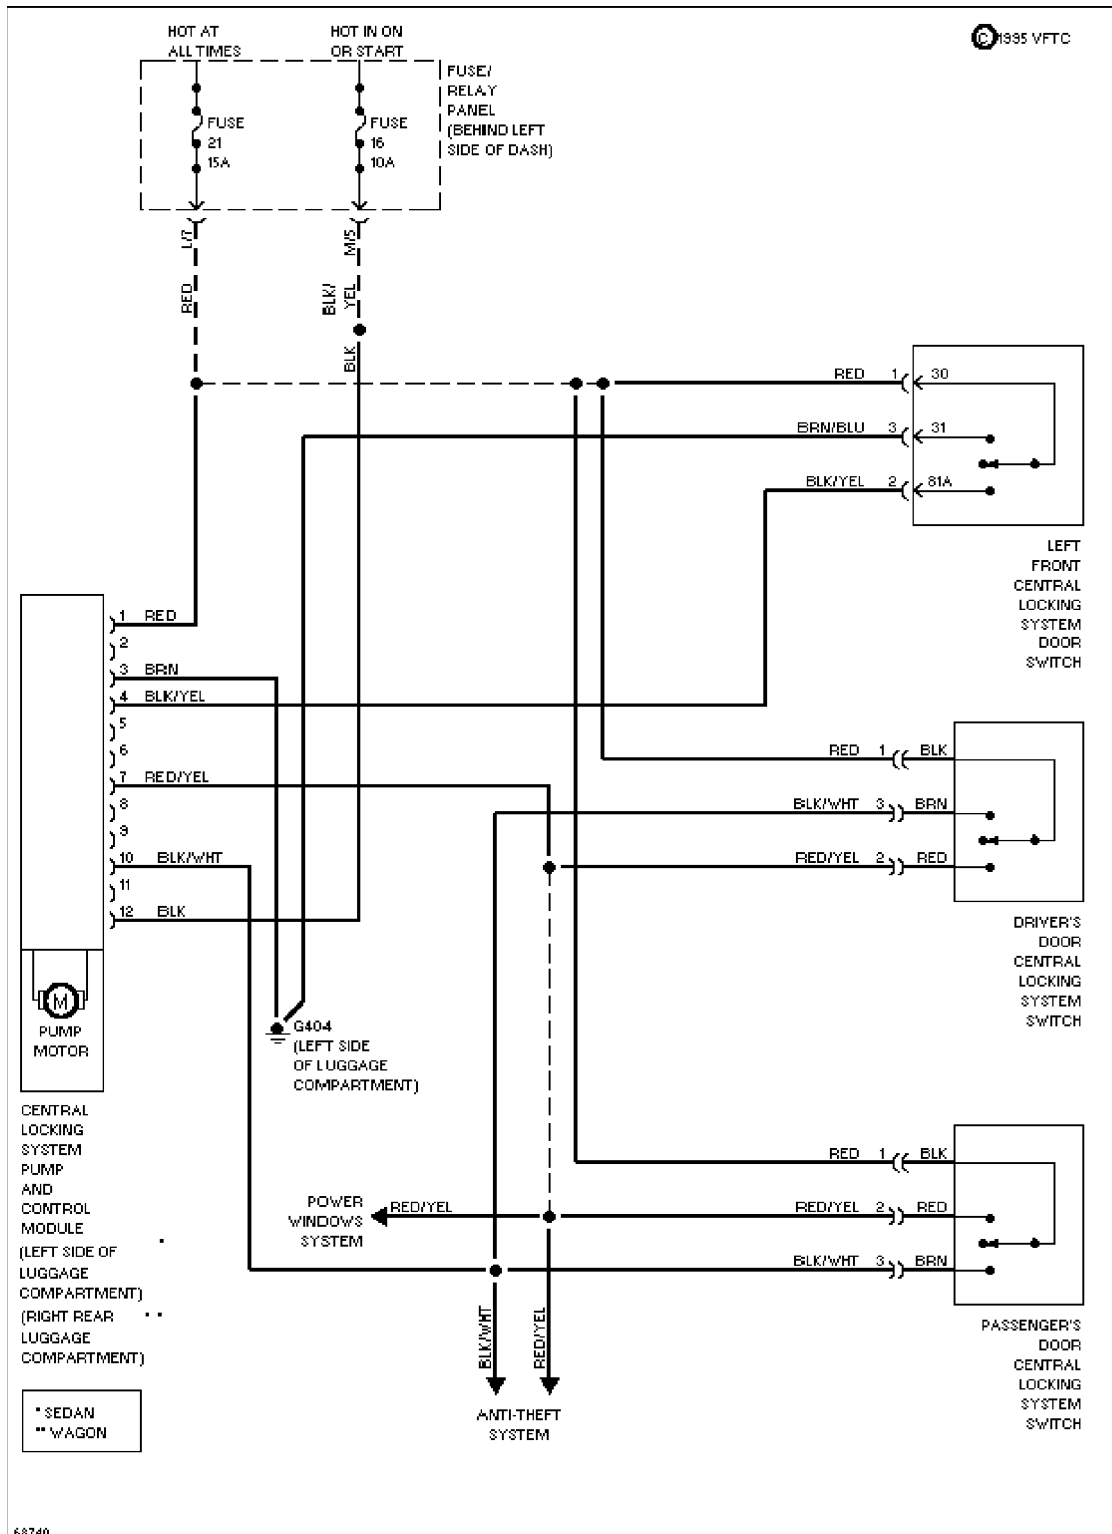 HOT AT
ALL TIMES
HOT IN ON
OR START
©1995 VFTC
FUSE/
RELAY
PANEL
(BEHIND LEFT
SIDE OF DASH)
FUSE
21
15A
FUSE
16
10A
L/7
M/5
RED
BLK/
YEL
BLK
RED 1 30
BRN/BLU 3 31
BLK/YEL 2 81A
LEFT
FRONT
CENTRAL
LOCKING
SYSTEM
DOOR
SWITCH
1 RED
2
3 BRN
4 BLK/YEL
5
6
7 RED/YEL
8
9
10 BLK/WHT
11
12 BLK
RED 1 BLK
BLK/WHT 3 BRN
RED/YEL 2 RED
DRIVER'S
DOOR
CENTRAL
LOCKING
SYSTEM
SWITCH
M
PUMP
MOTOR
G404
(LEFT SIDE
OF LUGGAGE
COMPARTMENT)
CENTRAL
LOCKING
SYSTEM
PUMP
AND
CONTROL
MODULE
(LEFT SIDE OF *
LUGGAGE
COMPARTMENT)
(RIGHT REAR **
LUGGAGE
COMPARTMENT)
POWER
WINDOWS
SYSTEM
RED/YEL
RED 1 BLK
RED/YEL 2 RED
BLK/WHT 3 BRN
PASSENGER'S
DOOR
CENTRAL
LOCKING
SYSTEM
SWITCH
BLK/WHT
RED/YEL
ANTI-THEFT
SYSTEM
* SEDAN
** WAGON
68740